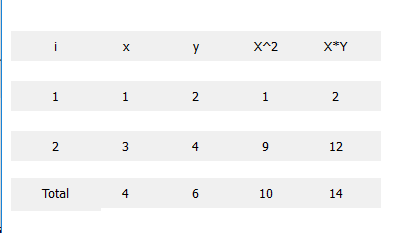 i x y X^2 X*Y
1 1 2 1 2
2 3 4 9 12
Total 4 6 10 14